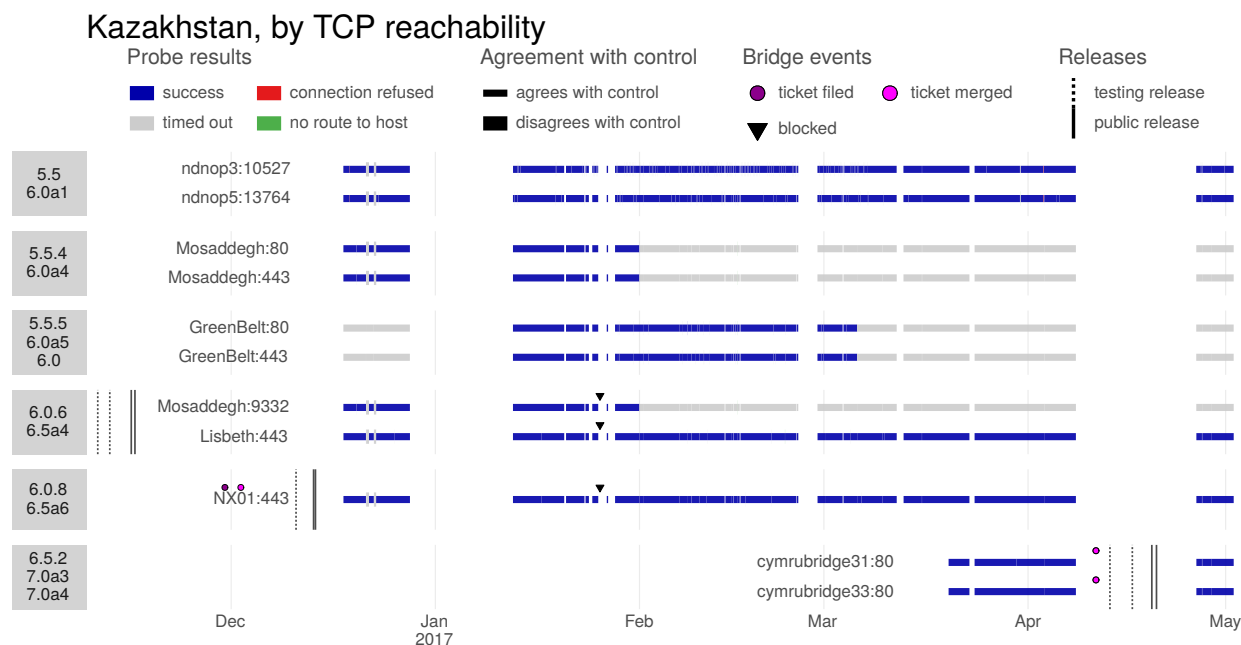 Kazakhstan, by TCP reachability
Probe results
Agreement with control
Bridge events
Releases
success
connection refused
agrees with control
ticket filed
ticket merged
testing release
timed out
no route to host
disagrees with control
blocked
public release
5.5
6.0a1
ndnop3:10527
ndnop5:13764
5.5.4
6.0a4
Mosaddegh:80
Mosaddegh:443
5.5.5
6.0a5
6.0
GreenBelt:80
GreenBelt:443
6.0.6
6.5a4
Mosaddegh:9332
Lisbeth:443
6.0.8
6.5a6
NX01:443
6.5.2
7.0a3
7.0a4
cymrubridge31:80
cymrubridge33:80
Dec
Jan
2017
Feb
Mar
Apr
May